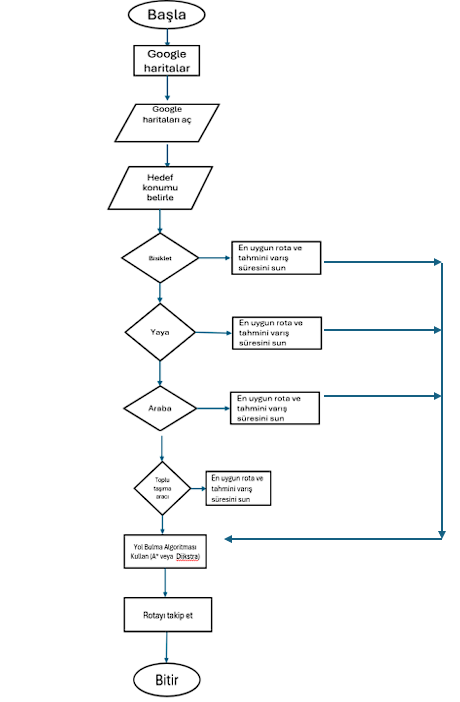 Başla
Google
haritalar
Google
haritaları aç
Hedef
konumu
belirle
Bisiklet
En uygun rota ve
tahmini varış
süresini sun
Yaya
En uygun rota ve
tahmini varış
süresini sun
Araba
En uygun rota ve
tahmini varış
süresini sun
Toplu
taşıma
aracı
En uygun rota ve
tahmini varış
süresini sun
Yol Bulma Algoritması
Kullan (A* veya Dijkstra)
Rotayı takip et
Bitir